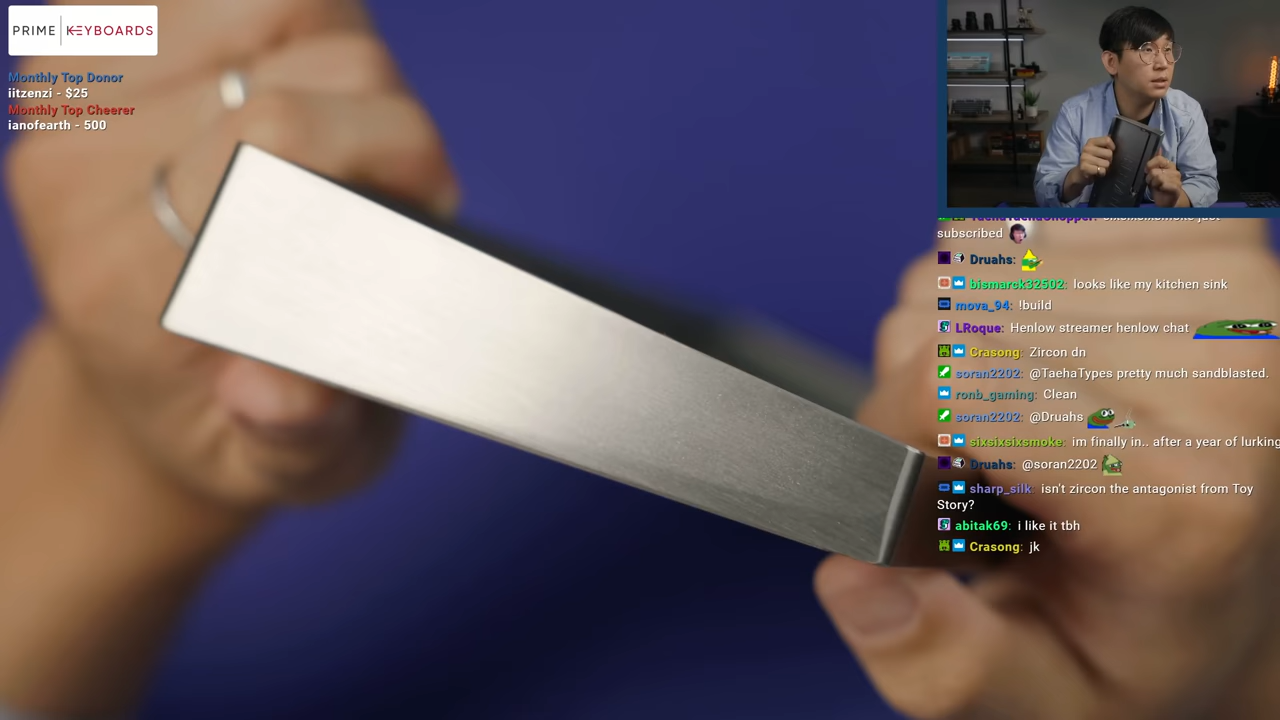 PRIME | KEYBOARDS
Monthly Top Donor
iitzenzi - $25
Monthly Top Cheerer
ianofearth - 500
just
subscribed
Druahs:
bismarck32502: looks like my kitchen sink
mova_94: !build
LRoque: Henlow streamer henlow chat
Crasong: Zircon dn
soran2202: @TaehaTypes pretty much sandblasted.
ronb_gaming: Clean
soran2202: @Druahs
sixsixsixsmoke: im finally in.. after a year of lurking
Druahs: @soran2202
sharp_silk: isn't zircon the antagonist from Toy
Story?
abitak69: i like it tbh
Crasong: jk